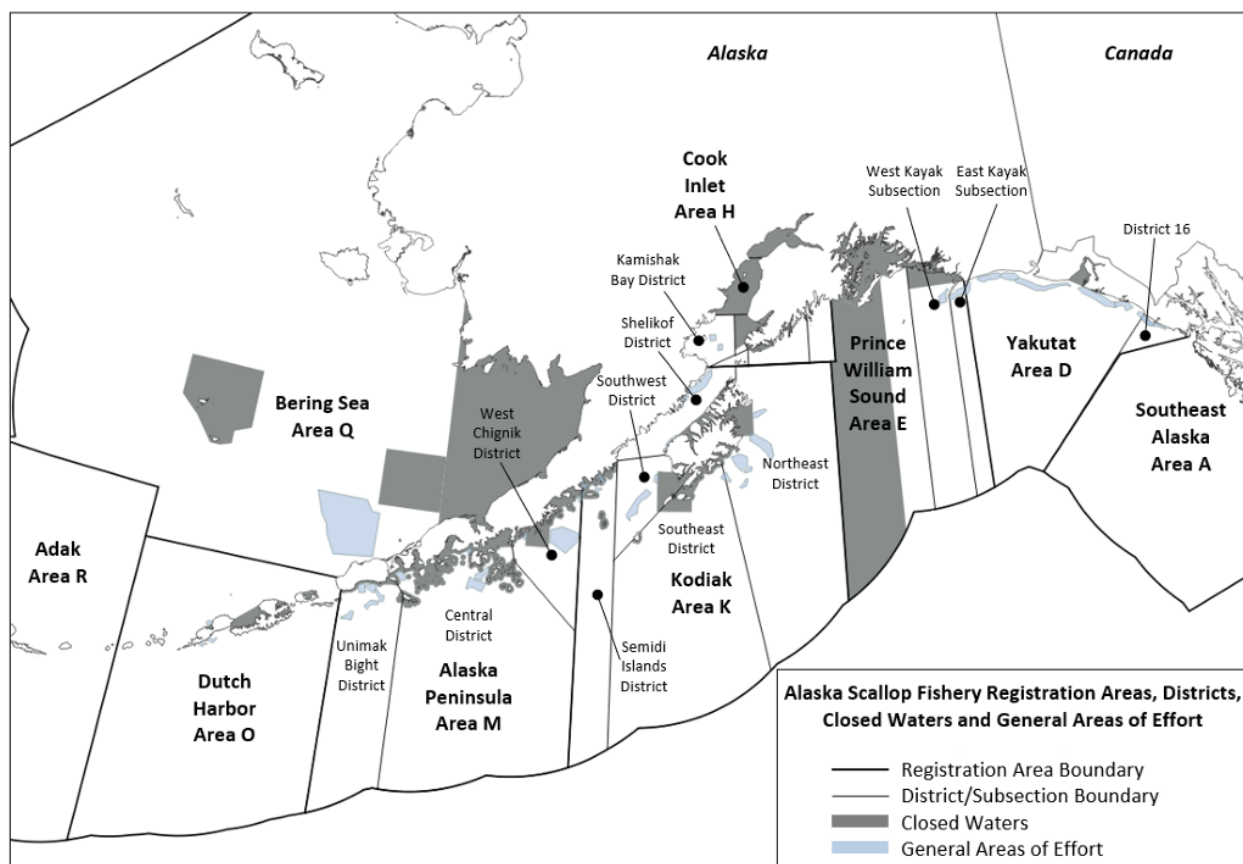 Alaska
Canada
Cook
Inlet
Area H
West Kayak
Subsection
East Kayak
Subsection
District 16
Kamishak
Bay District
Shelikof
District
Southwest
District
West
Chignik
District
Bering Sea
Area Q
Prince
William
Sound
Area E
Yakutat
Area D
Southeast
Alaska
Area A
Northeast
District
Southeast
District
Kodiak
Area K
Adak
Area R
Central
District
Unimak
Bight
District
Semidi
Islands
District
Alaska
Peninsula
Area M
Dutch
Harbor
Area O
Alaska Scallop Fishery Registration Areas, Districts,
Closed Waters and General Areas of Effort
Registration Area Boundary
District/Subsection Boundary
Closed Waters
General Areas of Effort